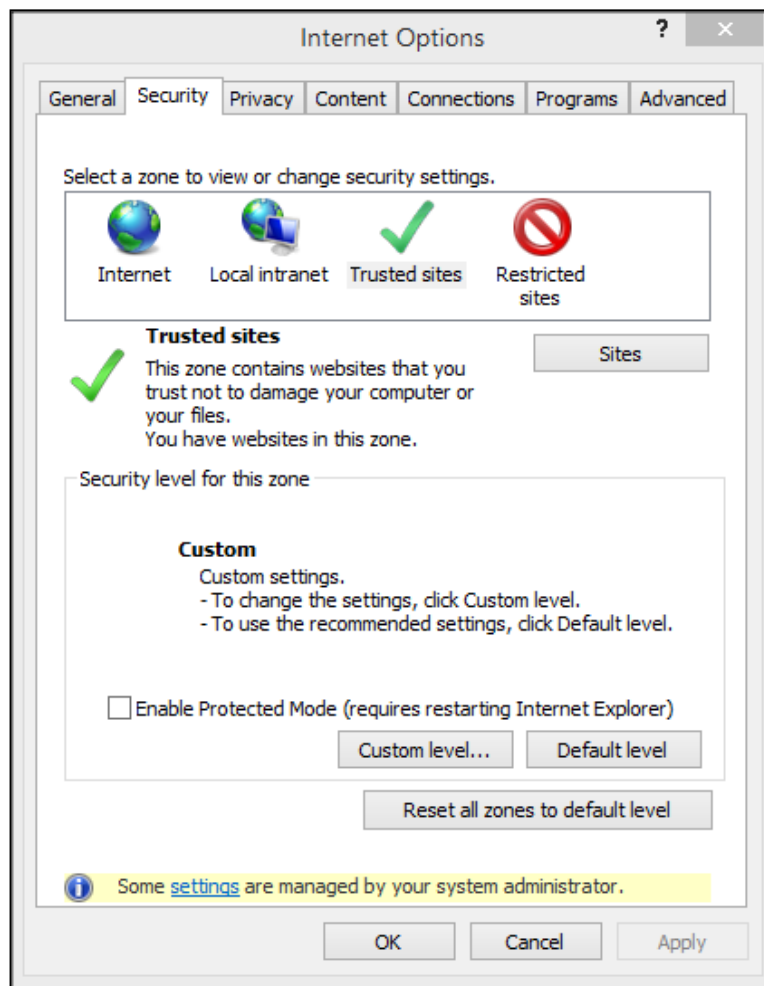 Internet Options
?
×
General Security Privacy Content Connections Programs Advanced
Select a zone to view or change security settings.
Internet
Local intranet
Trusted sites
Restricted
sites
Trusted sites
Sites
This zone contains websites that you
trust not to damage your computer or
your files.
You have websites in this zone.
Security level for this zone
Custom
Custom settings.
- To change the settings, click Custom level.
- To use the recommended settings, click Default level.
Enable Protected Mode (requires restarting Internet Explorer)
Custom level...
Default level
Reset all zones to default level
Some settings are managed by your system administrator.
OK
Cancel
Apply